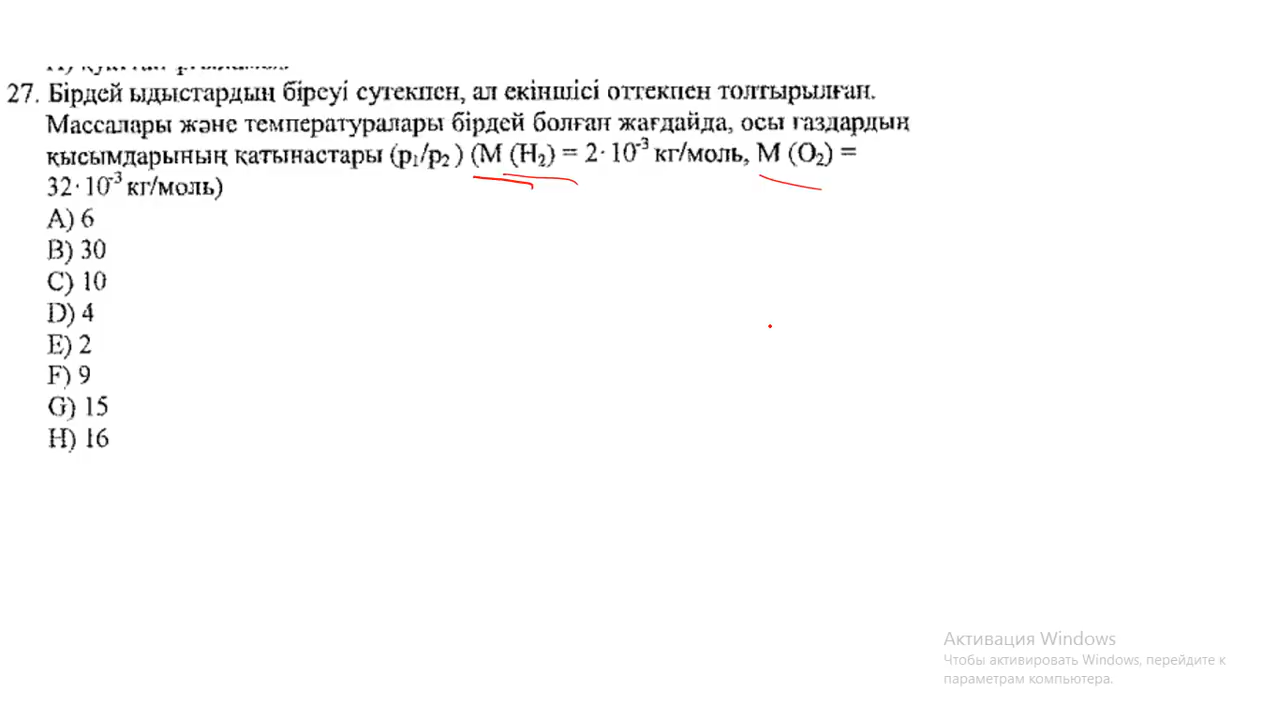 27. Бірдей ыдыстардың біреуі сутекпен, ал екіншісі оттекпен толтырылған.
Массалары және температуралары бірдей болған жағдайда, осы газдардың
қысымдарының қатынастары (p₁/p₂ ) (M (H₂) = 2· 10⁻³ кг/моль, M (O₂) =
32· 10⁻³ кг/моль)
A) 6
B) 30
C) 10
D) 4
E) 2
F) 9
G) 15
H) 16
Активация Windows
Чтобы активировать Windows, перейдите к
параметрам компьютера.